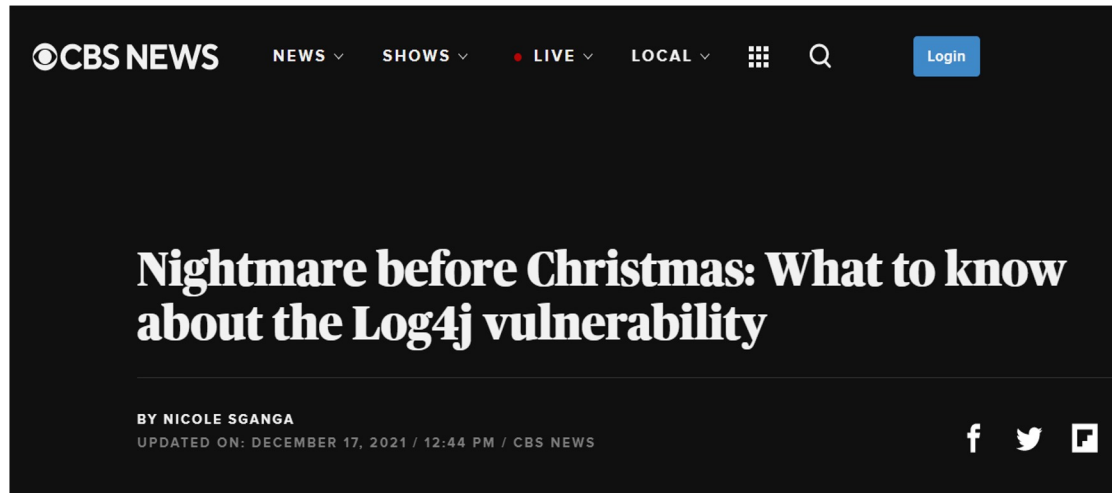 CBS NEWS NEWS SHOWS LIVE LOCAL Login
Nightmare before Christmas: What to know
about the Log4j vulnerability
BY NICOLE SGANGA
UPDATED ON: DECEMBER 17, 2021 / 12:44 PM / CBS NEWS